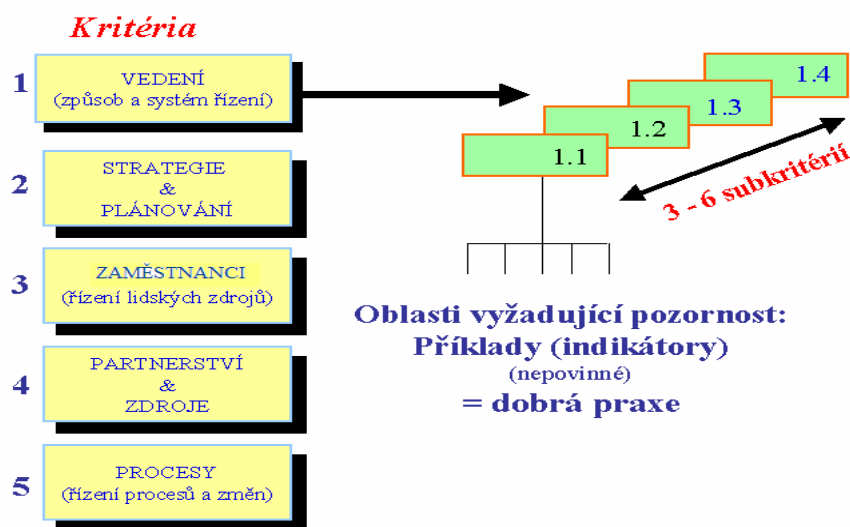 Kritéria
1
VEDENÍ
(způsob a systém řízení)
2
STRATEGIE
&
PLÁNOVÁNÍ
3
ZAMĚSTNANCI
(řízení lidských zdrojů)
4
PARTNERSTVÍ
&
ZDROJE
5
PROCESY
(řízení procesů a změn)
1.1
1.2
1.3
1.4
3 - 6 subkritérií
Oblasti vyžadující pozornost:
Příklady (indikátory)
(nepovinné)
= dobrá praxe